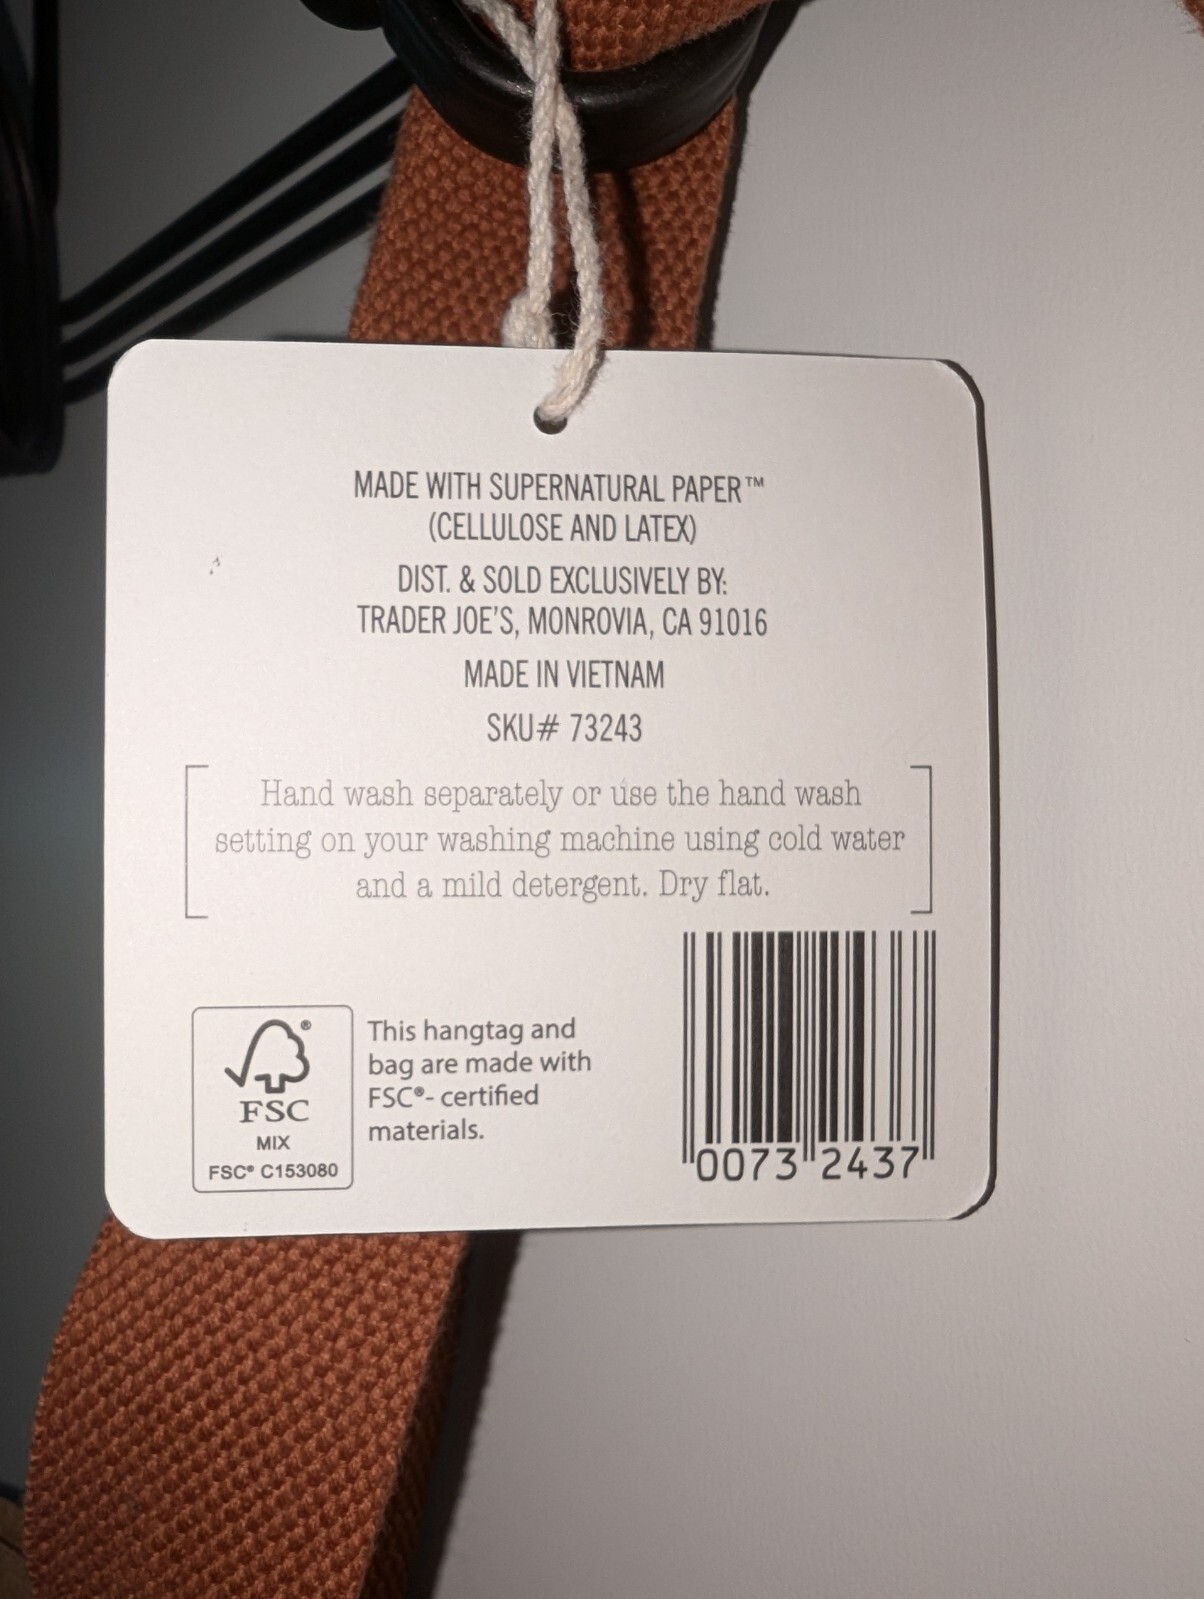 MADE WITH SUPERNATURAL PAPER™
(CELLULOSE AND LATEX)
DIST. & SOLD EXCLUSIVELY BY:
TRADER JOE'S, MONROVIA, CA 91016
MADE IN VIETNAM
SKU# 73243
Hand wash separately or use the hand wash
setting on your washing machine using cold water
and a mild detergent. Dry flat.
®
FSC
MIX
FSC® C153080
This hangtag and
bag are made with
FSC®- certified
materials.
0073 2437